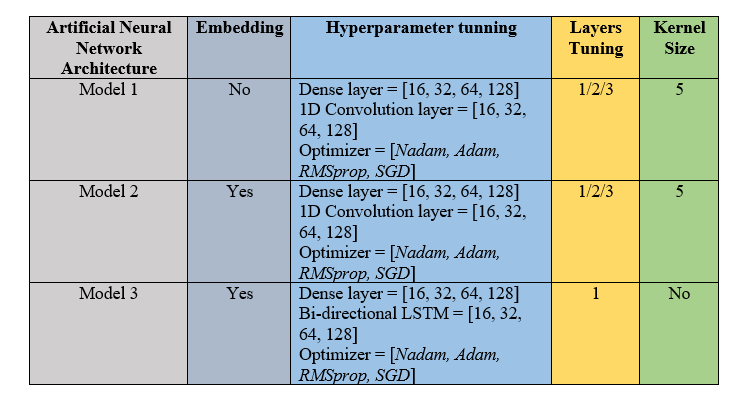 Artificial Neural Network Architecture
Embedding
Hyperparameter tunning
Layers Tuning
Kernel Size
Model 1
No
Dense layer = [16, 32, 64, 128]
1D Convolution layer = [16, 32,
64, 128]
Optimizer = [Nadam, Adam,
RMSprop, SGD]
1/2/3
5
Model 2
Yes
Dense layer = [16, 32, 64, 128]
1D Convolution layer = [16, 32,
64, 128]
Optimizer = [Nadam, Adam,
RMSprop, SGD]
1/2/3
5
Model 3
Yes
Dense layer = [16, 32, 64, 128]
Bi-directional LSTM = [16, 32,
64, 128]
Optimizer = [Nadam, Adam,
RMSprop, SGD]
1
No